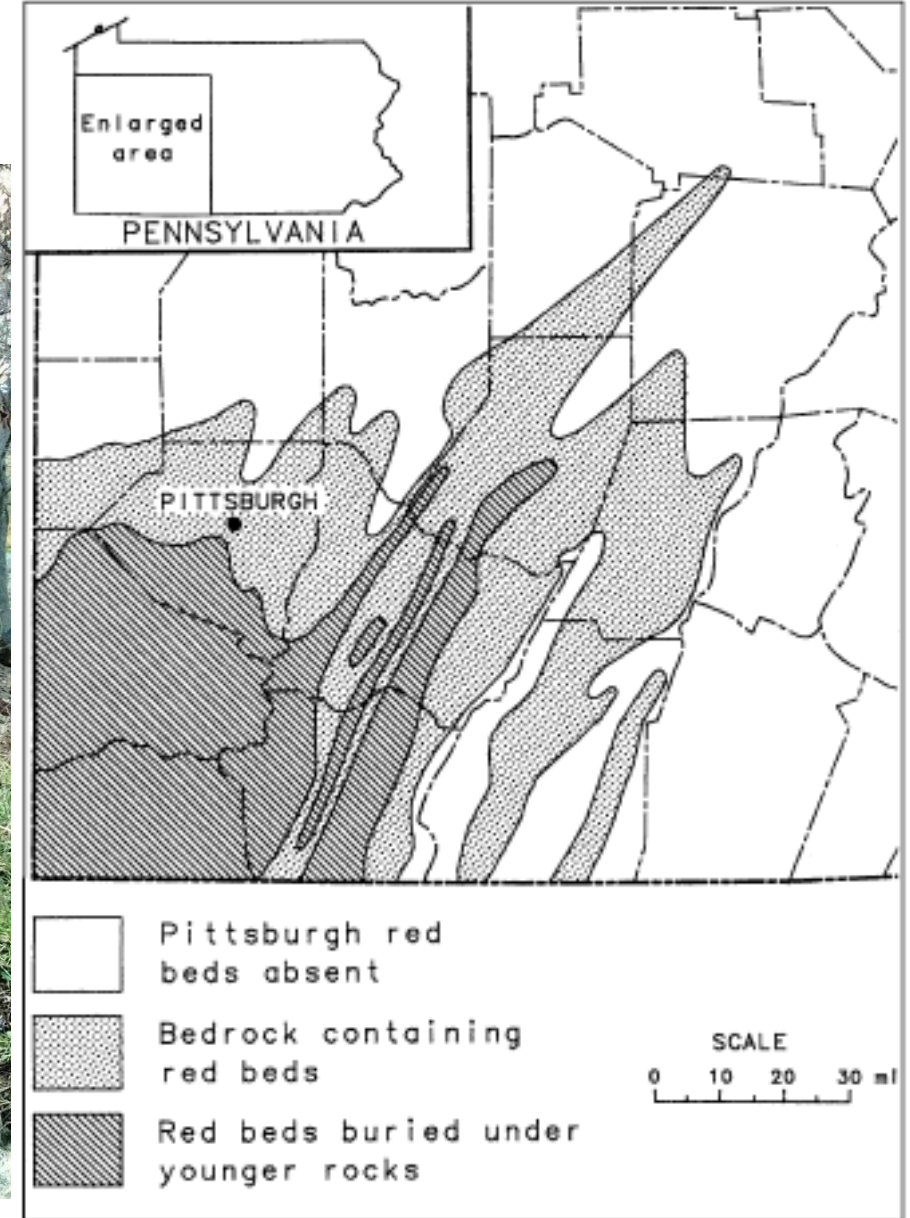 Enlarged
area
PENNSYLVANIA
PITTSBURGH
Pittsburgh red
beds absent
Bedrock containing
red beds
SCALE
0 10 20 30 mi
Red beds buried under
younger rocks